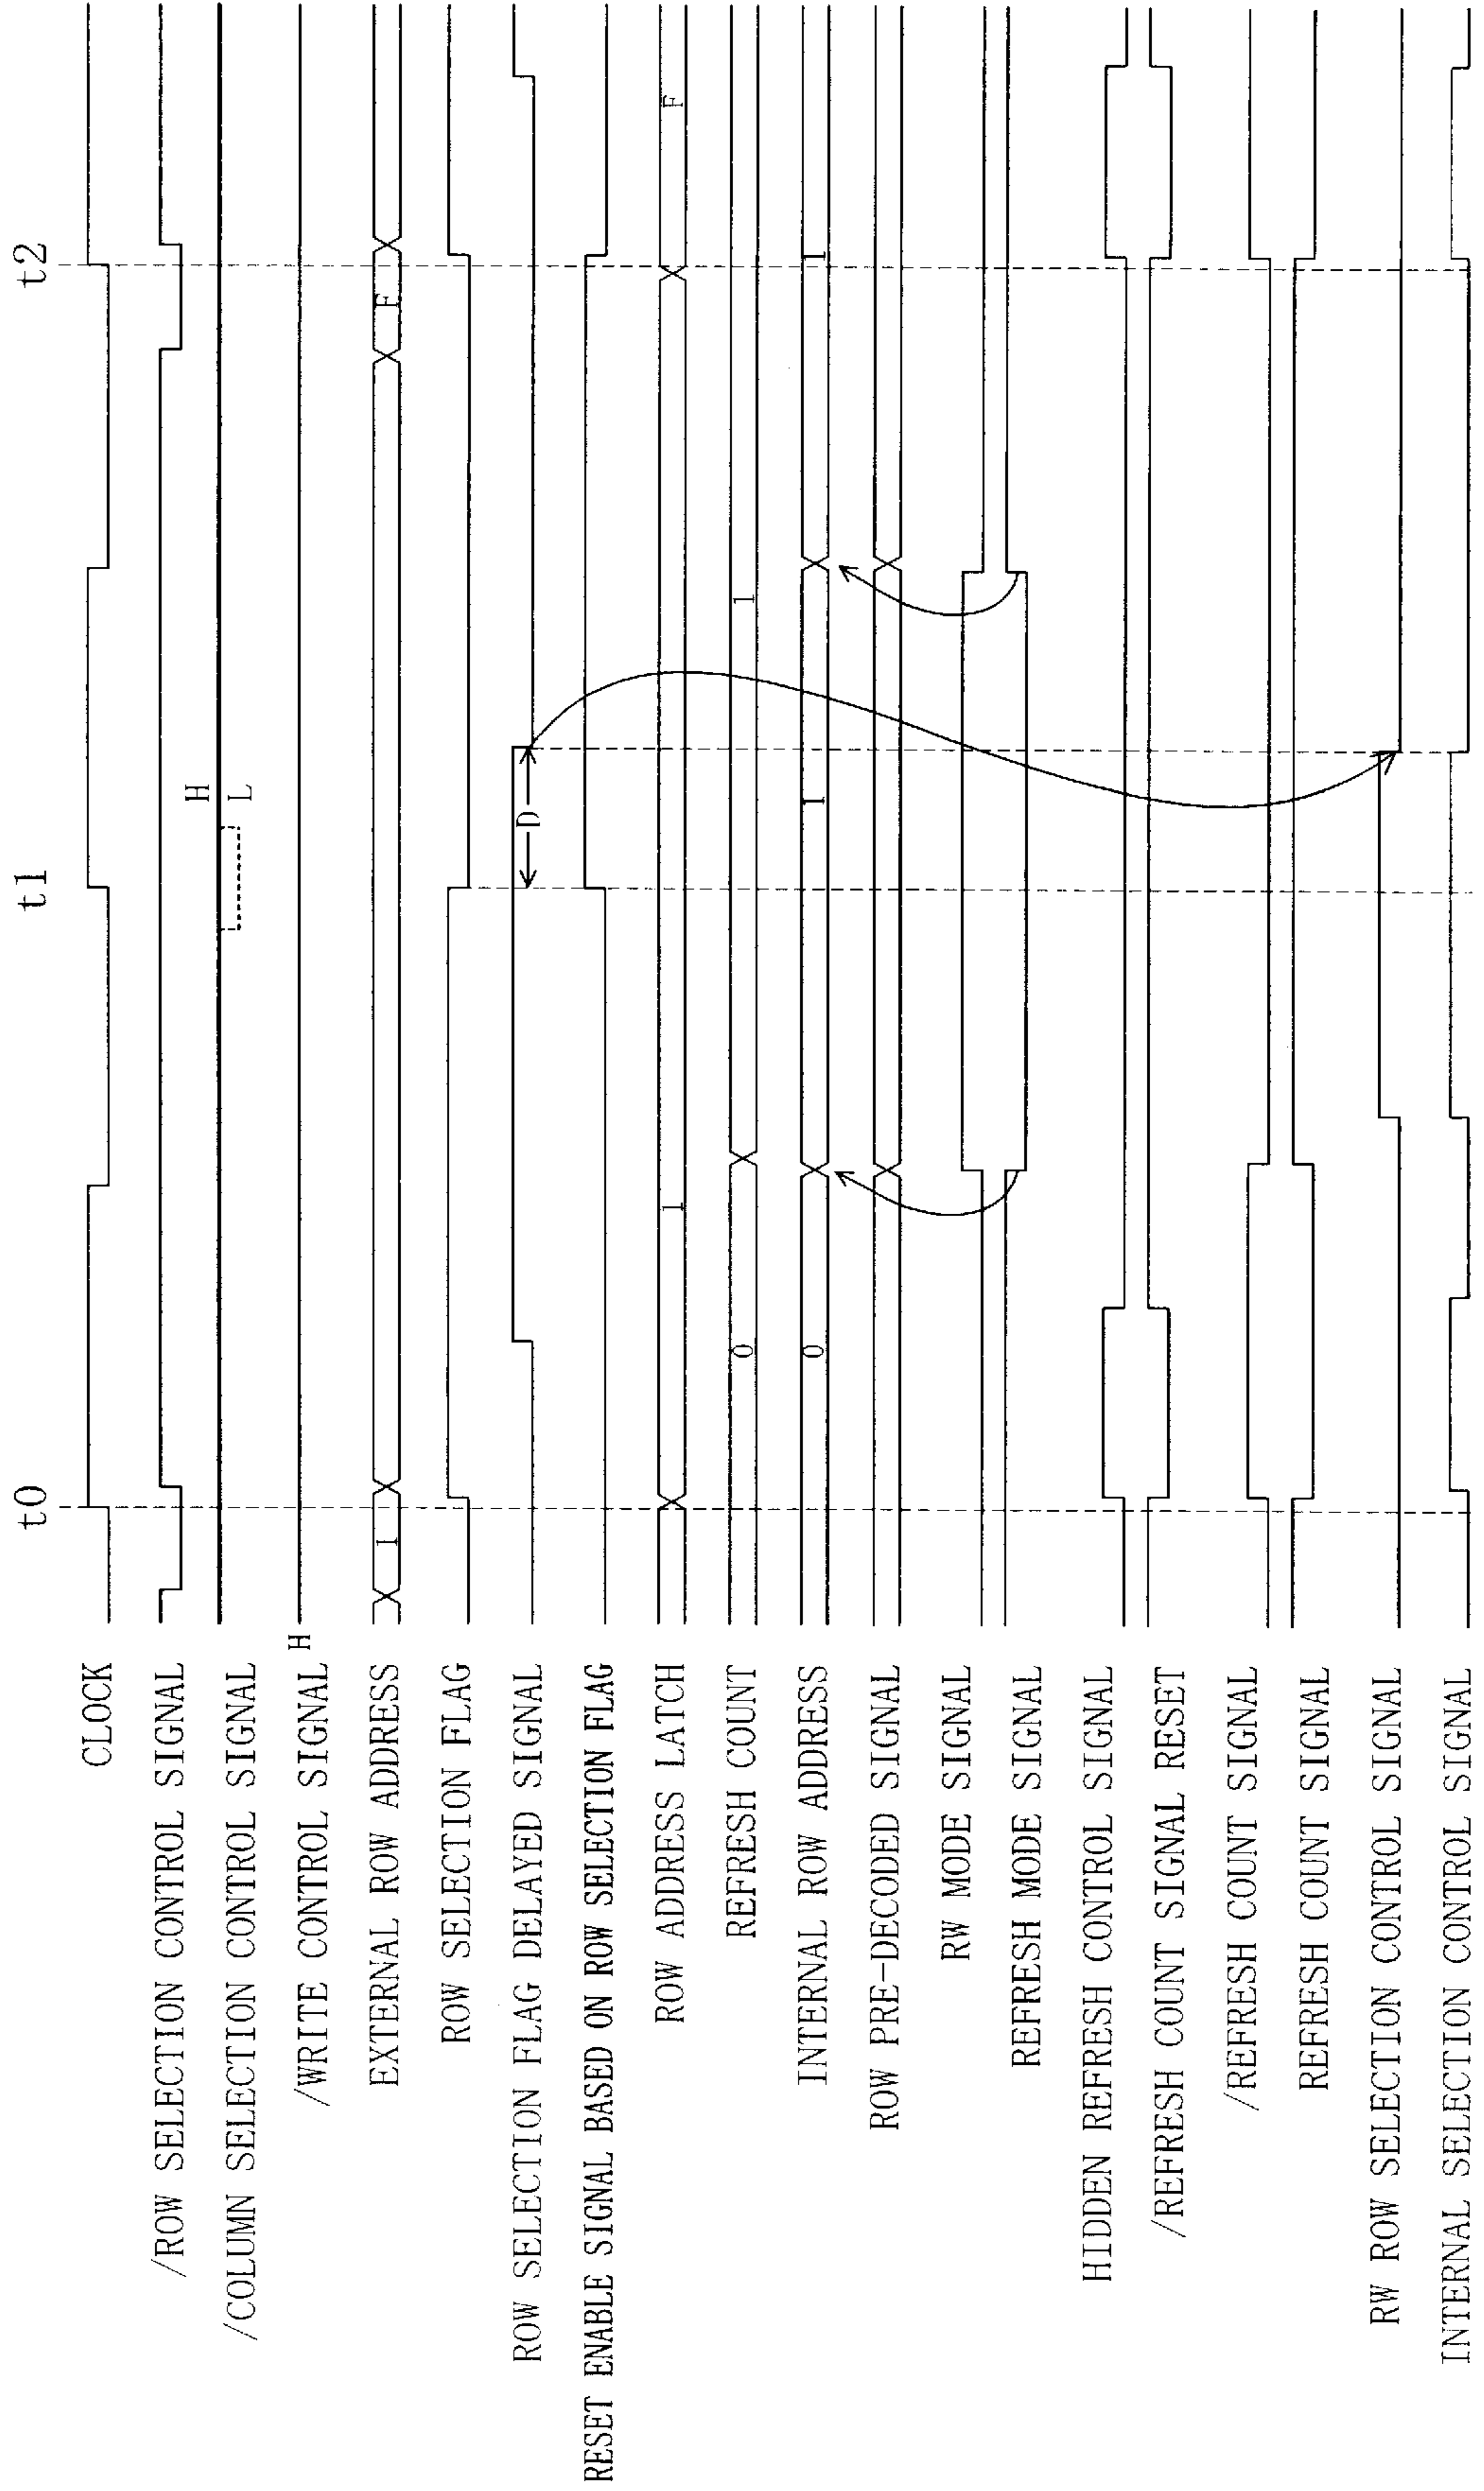 t0
t1
t2
CLOCK
/ROW SELECTION CONTROL SIGNAL
/COLUMN SELECTION CONTROL SIGNAL
H
L
/WRITE CONTROL SIGNAL
H
EXTERNAL ROW ADDRESS
1
F
ROW SELECTION FLAG
ROW SELECTION FLAG DELAYED SIGNAL
D
RESET ENABLE SIGNAL BASED ON ROW SELECTION FLAG
ROW ADDRESS LATCH
1
F
REFRESH COUNT
0
1
INTERNAL ROW ADDRESS
0
1
1
ROW PRE-DECODED SIGNAL
RW MODE SIGNAL
REFRESH MODE SIGNAL
HIDDEN REFRESH CONTROL SIGNAL
/REFRESH COUNT SIGNAL RESET
/REFRESH COUNT SIGNAL
REFRESH COUNT SIGNAL
RW ROW SELECTION CONTROL SIGNAL
INTERNAL SELECTION CONTROL SIGNAL